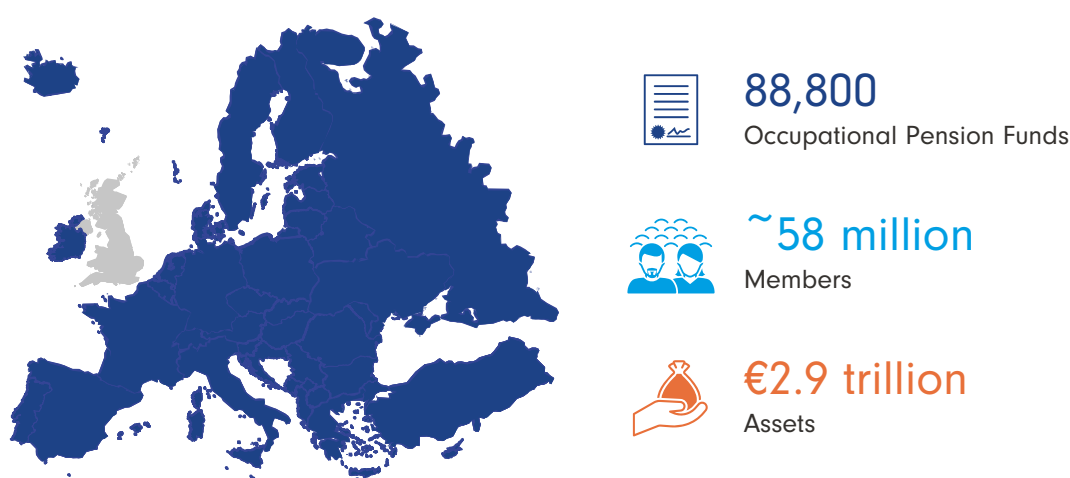 88,800
Occupational Pension Funds
~58 million
Members
€2.9 trillion
Assets